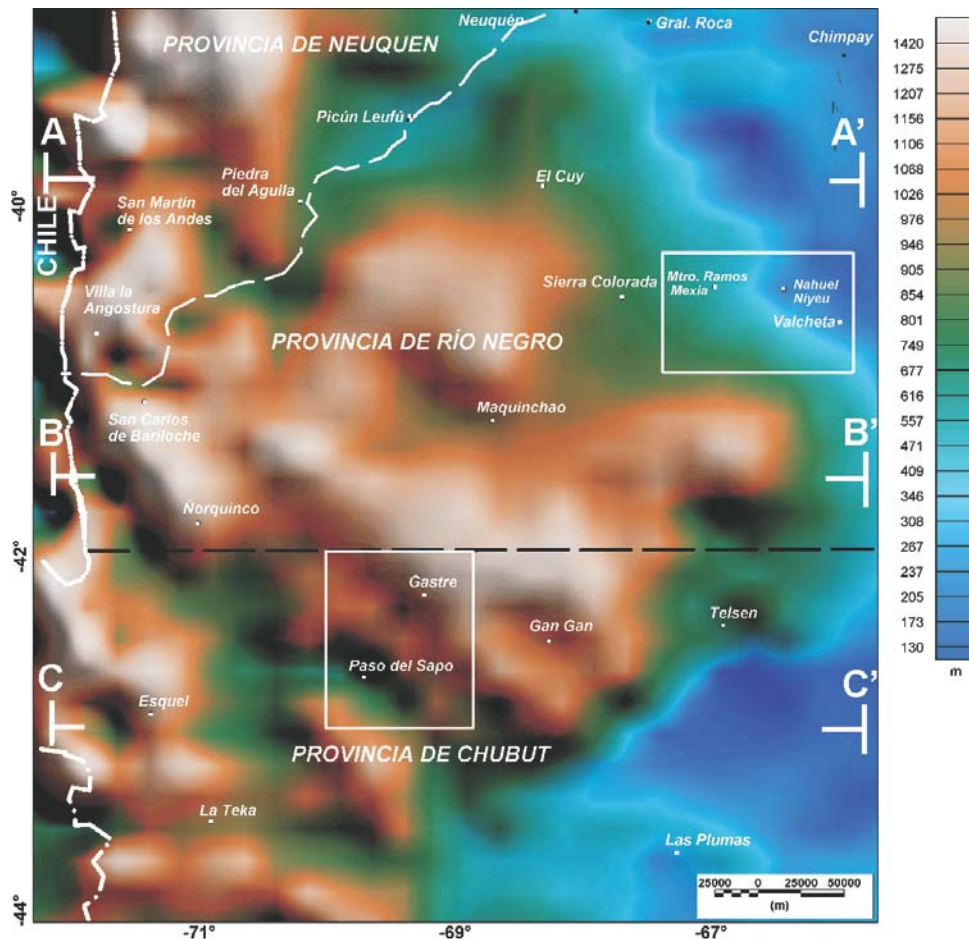 Neuquén
Gral. Roca
PROVINCIA DE NEUQUEN
Chimpay
Picún Leufú
A
A'
Piedra
del Aguila
El Cuy
-40°
San Martín
de los Andes
CHILE
Sierra Colorada
Mtro. Ramos
Mexia
Nahuel
Niyeu
Villa la
Angostura
Valcheta
PROVINCIA DE RÍO NEGRO
Maquinchao
San Carlos
de Bariloche
B
B'
Ñorquinco
-42°
Gastre
Telsen
Gan Gan
Paso del Sapo
C
C'
Esquel
PROVINCIA DE CHUBUT
La Teka
Las Plumas
25000 0 25000 50000
(m)
-44°
-71°
-69°
-67°
1420
1275
1207
1156
1106
1068
1026
976
946
905
854
801
749
677
616
557
471
409
346
308
267
237
205
173
130
m